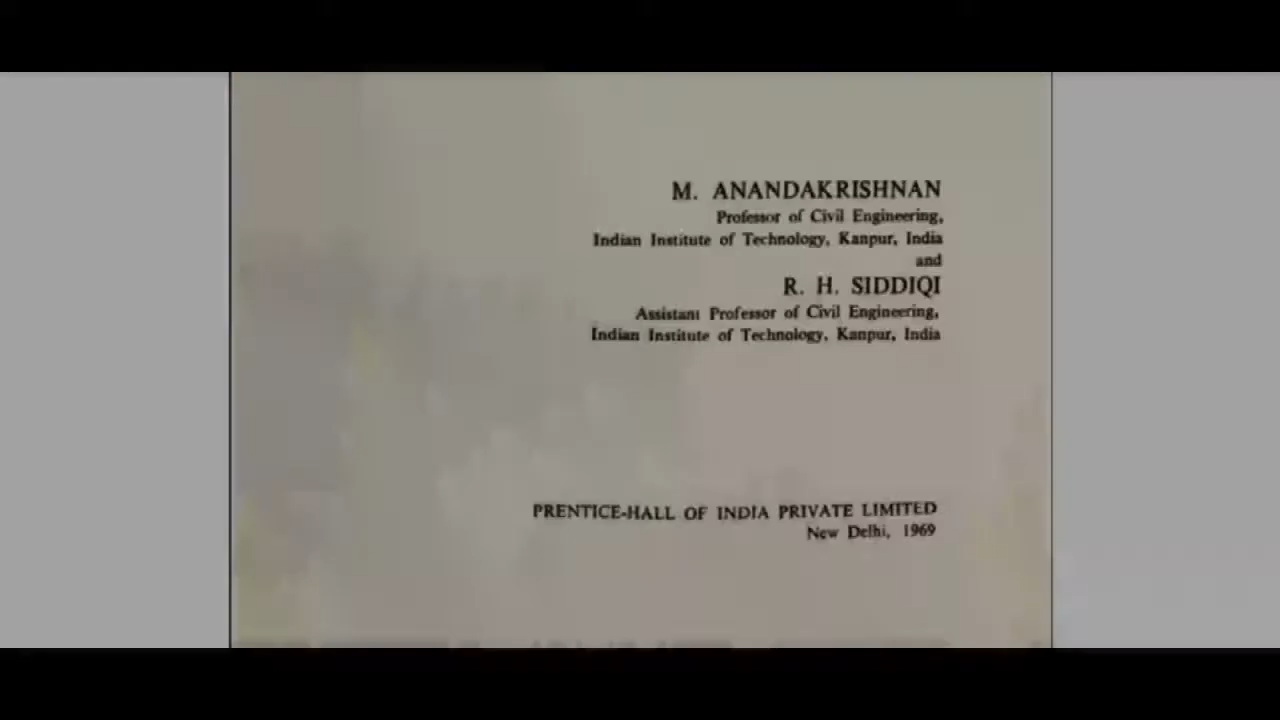 M. ANANDAKRISHNAN
Professor of Civil Engineering,
Indian Institute of Technology, Kanpur, India
and
R. H. SIDDIQI
Assistant Professor of Civil Engineering,
Indian Institute of Technology, Kanpur, India
PRENTICE-HALL OF INDIA PRIVATE LIMITED
New Delhi, 1969